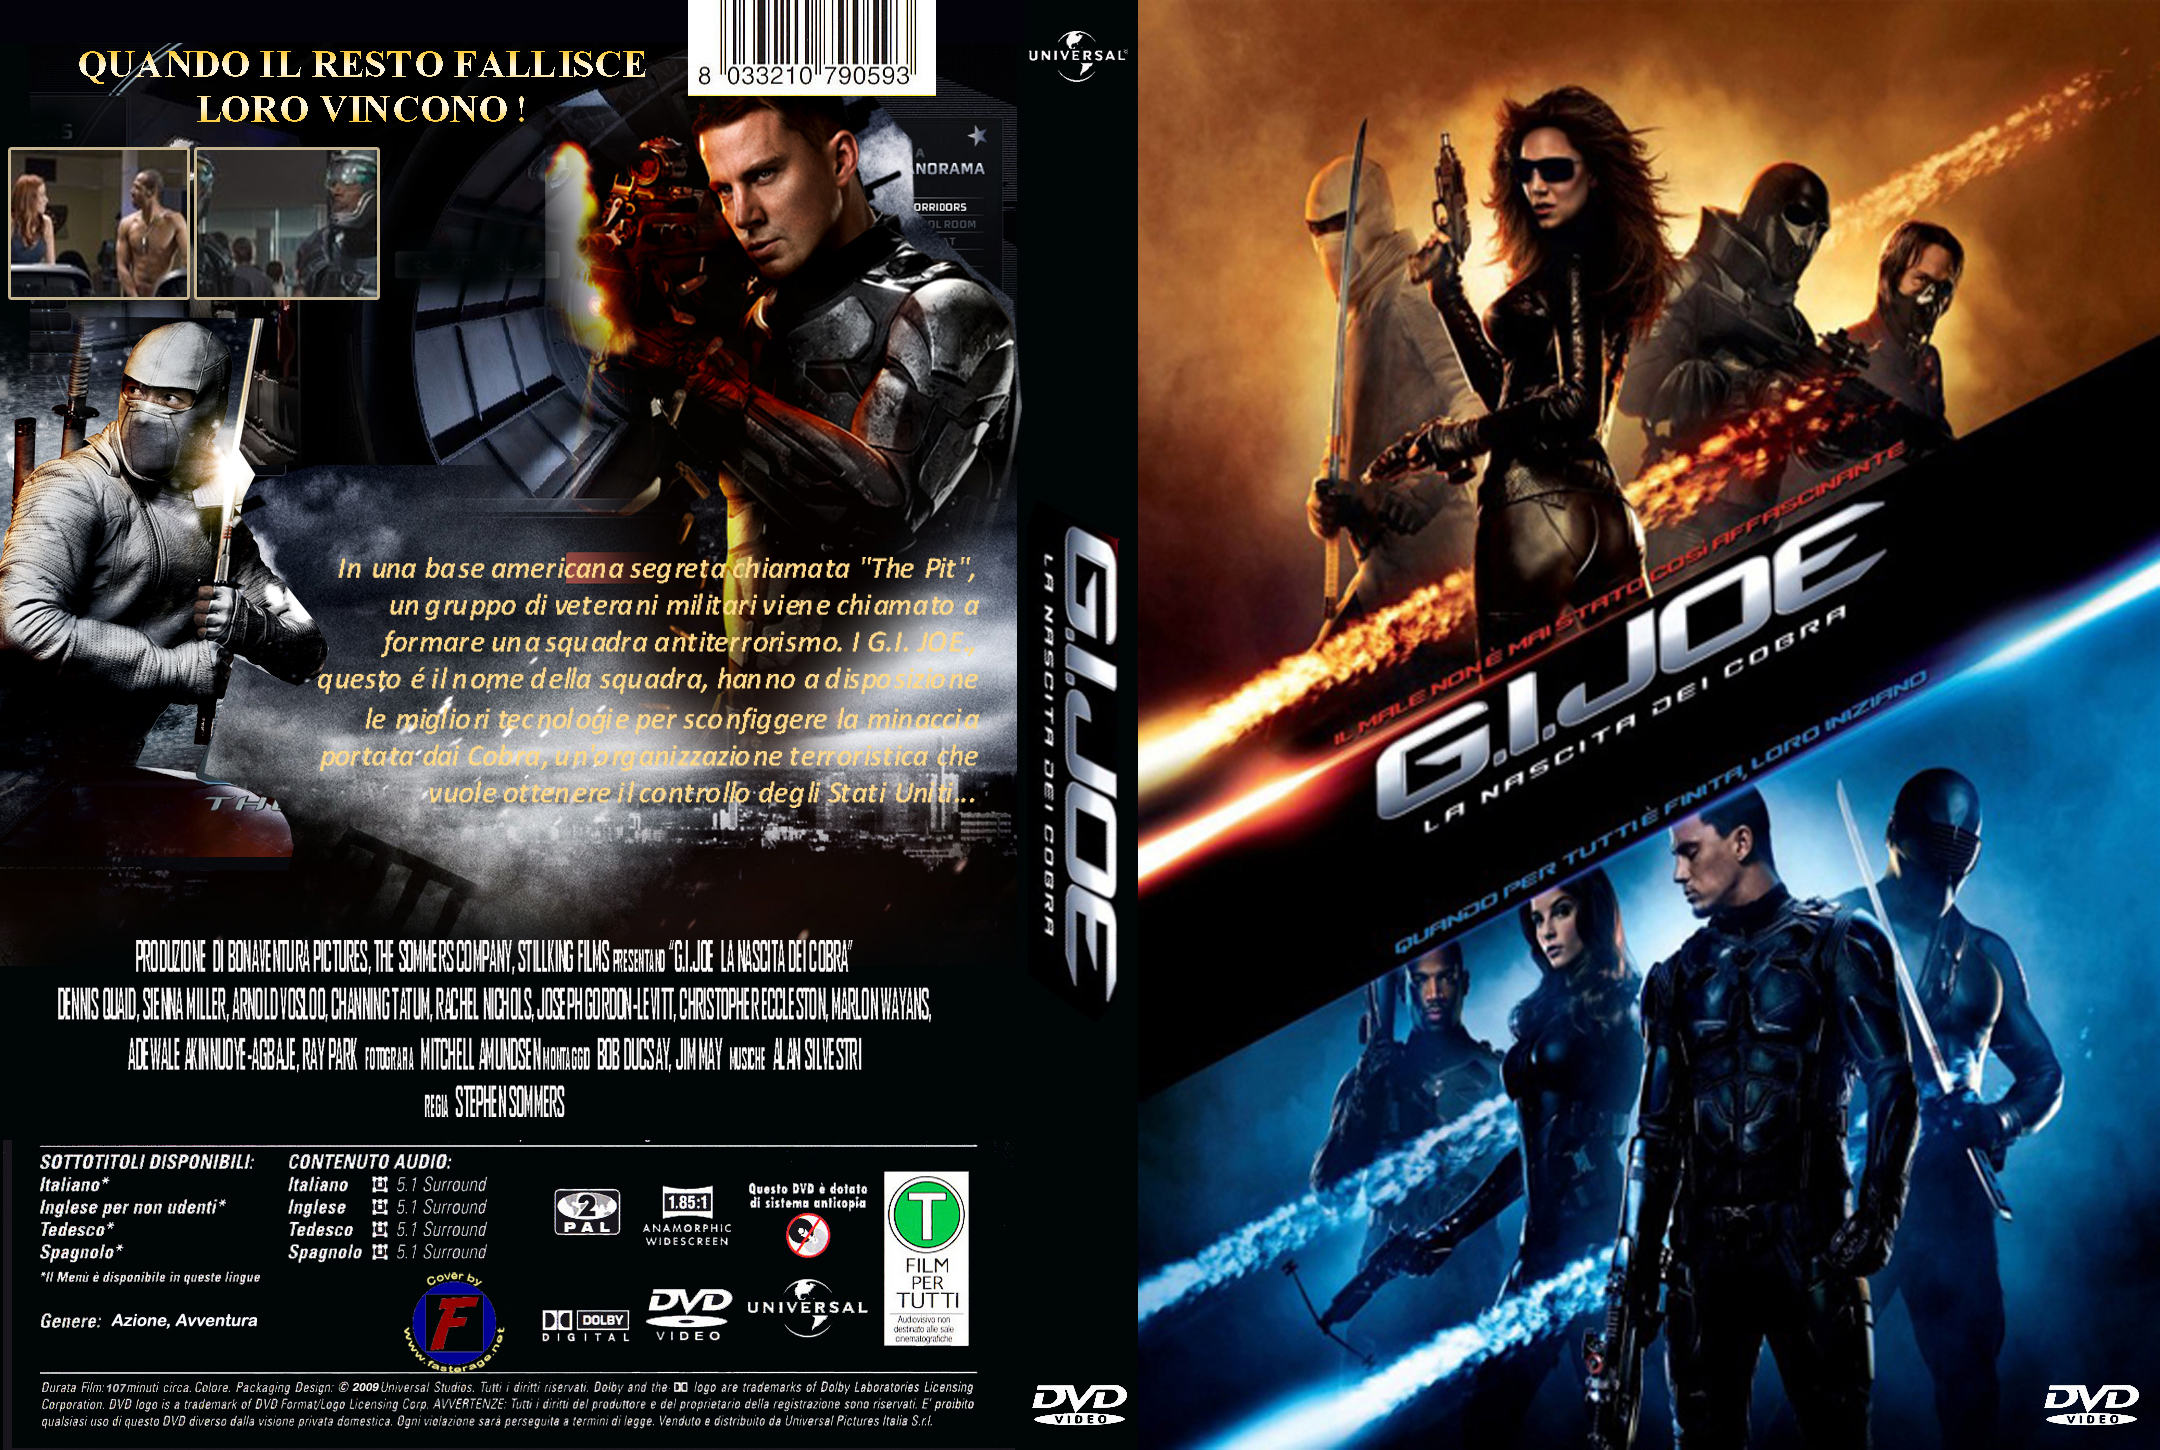 QUANDO IL RESTO FALLISCE
LORO VINCONO !
8 033210 790593
NORAMA
ORRIDORS
In una base americana segreta chiamata "The Pit",
un gruppo di veterani militari viene chiamato a
formare una squadra antiterrorismo. I G.I. JOE.,
questo é il nome della squadra, hanno a disposizione
le migliori tecnologie per sconfiggere la minaccia
portata dai Cobra, un'organizzazione terroristica che
vuole ottenere il controllo degli Stati Uniti...
PRODUZIONE DI BONAVENTURA PICTURES, THE SOMMERS COMPANY, STILLKING FILMS PRESENTANO "G.I.JOE LA NASCITA DEI COBRA"
DENNIS QUAID, SIENNA MILLER, ARNOLD VOSLOO, CHANNING TATUM, RACHEL NICHOLS, JOSEPH GORDON-LEVITT, CHRISTOPHER ECCLESTON, MARLON WAYANS,
ADEWALE AKINNUOYE-AGBAJE, RAY PARK FOTOGRAFIA MITCHELL AMUNDSEN MONTAGGIO BOB DUCSAY, JIM MAY MUSICHE ALAN SILVESTRI
REGIA STEPHEN SOMMERS
SOTTOTITOLI DISPONIBILI:
Italiano*
Inglese per non udenti*
Tedesco*
Spagnolo*
*Il Menù è disponibile in queste lingue
Genere: Azione, Avventura
CONTENUTO AUDIO:
Italiano 5.1 Surround
Inglese 5.1 Surround
Tedesco 5.1 Surround
Spagnolo 5.1 Surround
Cover by
F
www.fasterage.net
2
PAL
1.85:1
ANAMORPHIC
WIDESCREEN
Questo DVD è dotato
di sistema anticopia
DOLBY
DIGITAL
DVD
VIDEO
UNIVERSAL
T
FILM
PER
TUTTI
Audiovisivo non
destinato alle sale
cinematografiche
Durata Film: 107 minuti circa. Colore. Packaging Design: © 2009 Universal Studios. Tutti i diritti riservati. Dolby and the logo are trademarks of Dolby Laboratories Licensing
Corporation. DVD logo is a trademark of DVD Format/Logo Licensing Corp. AVVERTENZE: Tutti i diritti del produttore e del proprietario della registrazione sono riservati. E' proibito
qualsiasi uso di questo DVD diverso dalla visione privata domestica. Ogni violazione sarà perseguita a termini di legge. Venduto e distribuito da Universal Pictures Italia S.r.l.
UNIVERSAL
G.I.JOE
LA NASCITA DEI COBRA
DVD
VIDEO
IL MALE NON È MAI STATO COSÌ AFFASCINANTE
G.I.JOE
LA NASCITA DEI COBRA
QUANDO PER TUTTI È FINITA, LORO INIZIANO
DVD
VIDEO